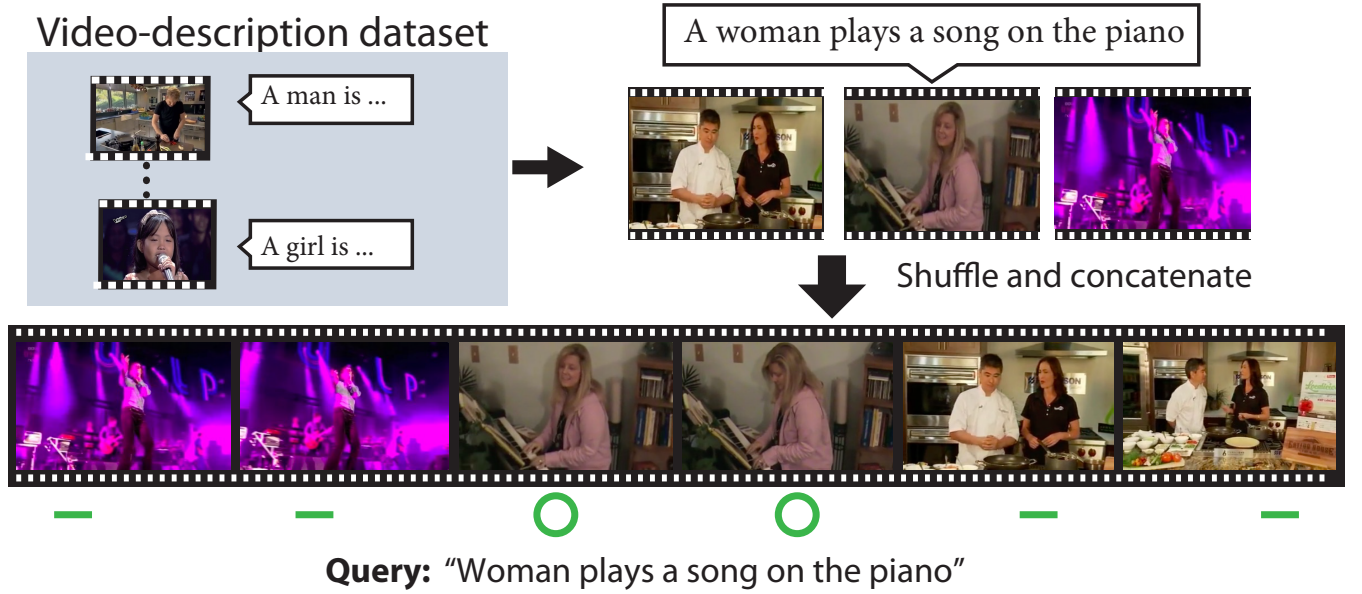 Video-description dataset
A man is ...
A girl is ...
A woman plays a song on the piano
Shuffle and concatenate
Query: “Woman plays a song on the piano”